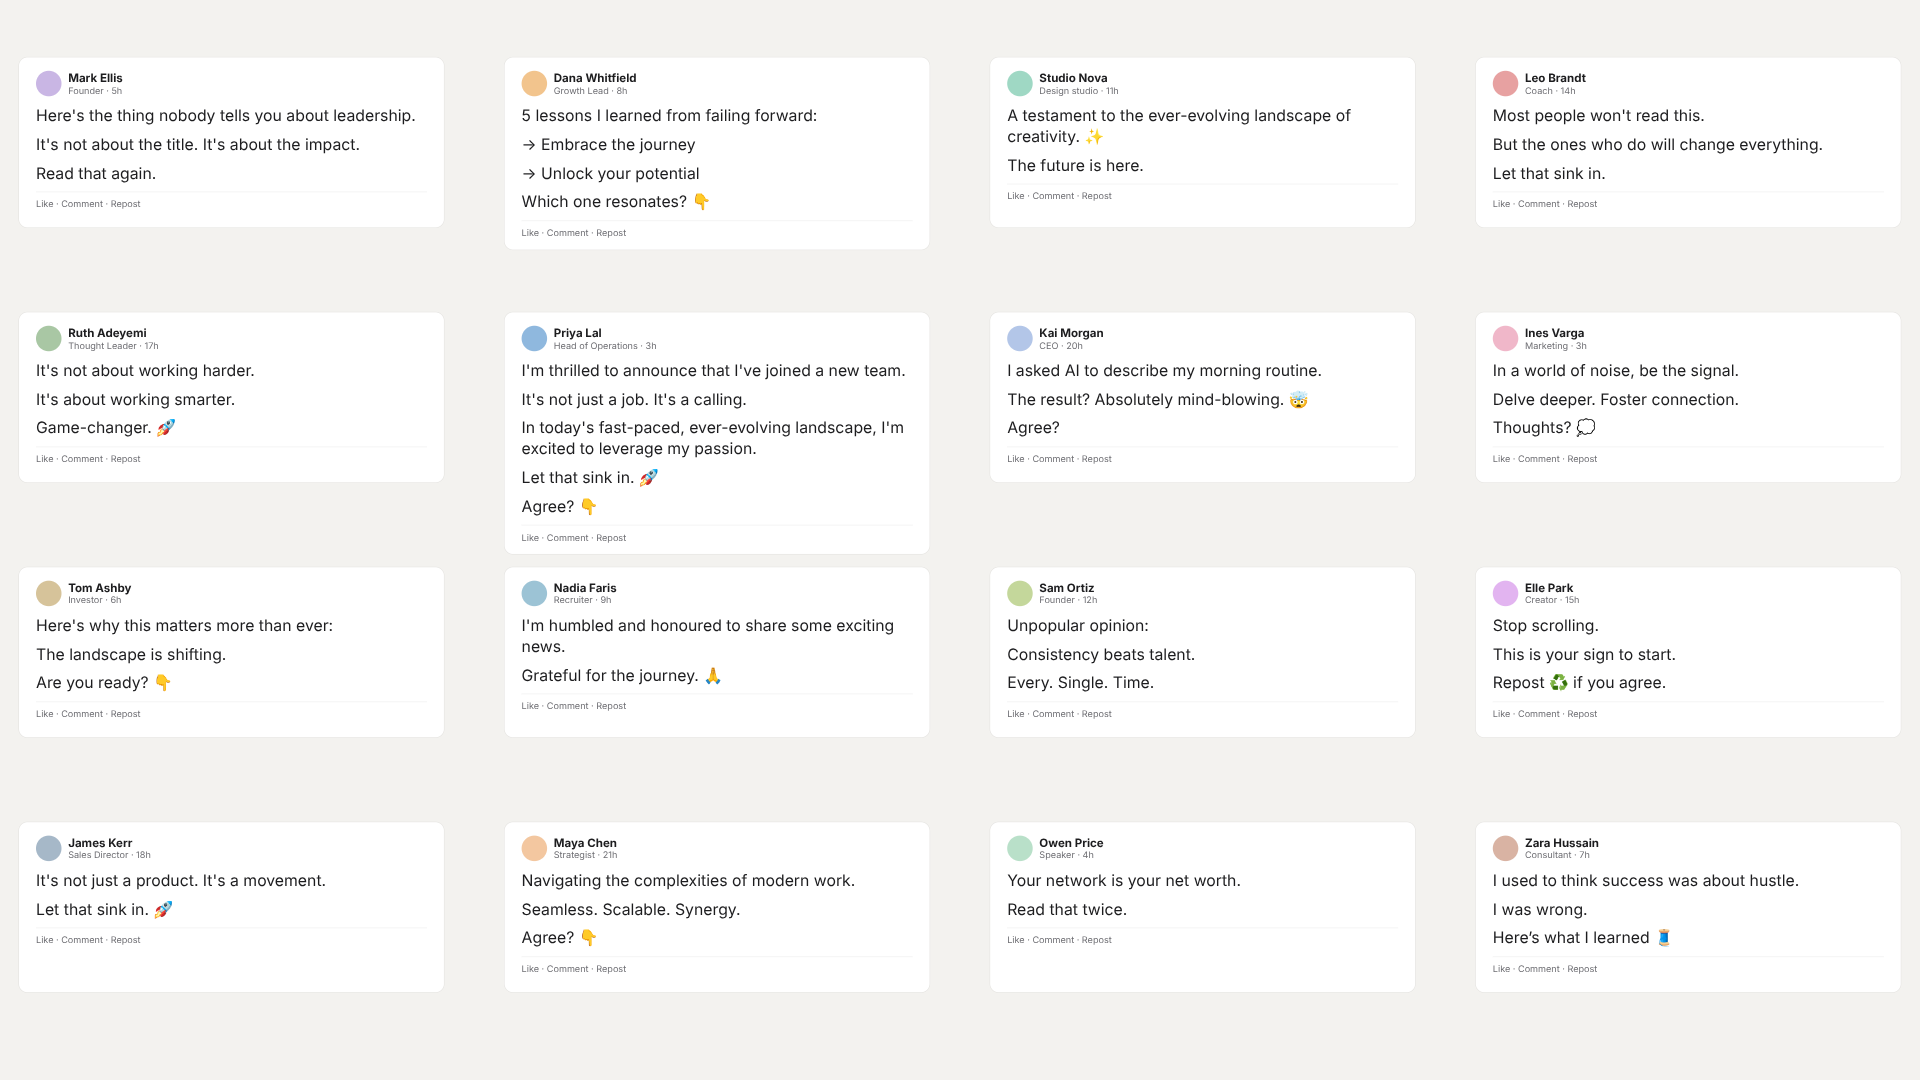 Mark Ellis
Founder · 5h
Here's the thing nobody tells you about leadership.
It's not about the title. It's about the impact.
Read that again.
Like · Comment · Repost
Dana Whitfield
Growth Lead · 8h
5 lessons I learned from failing forward:
→ Embrace the journey
→ Unlock your potential
Which one resonates? 👇
Like · Comment · Repost
Studio Nova
Design studio · 11h
A testament to the ever-evolving landscape of
creativity. ✨
The future is here.
Like · Comment · Repost
Leo Brandt
Coach · 14h
Most people won't read this.
But the ones who do will change everything.
Let that sink in.
Like · Comment · Repost
Ruth Adeyemi
Thought Leader · 17h
It's not about working harder.
It's about working smarter.
Game-changer. 🚀
Like · Comment · Repost
Priya Lal
Head of Operations · 3h
I'm thrilled to announce that I've joined a new team.
It's not just a job. It's a calling.
In today's fast-paced, ever-evolving landscape, I'm
excited to leverage my passion.
Let that sink in. 🚀
Agree? 👇
Like · Comment · Repost
Kai Morgan
CEO · 20h
I asked AI to describe my morning routine.
The result? Absolutely mind-blowing. 🤯
Agree?
Like · Comment · Repost
Ines Varga
Marketing · 3h
In a world of noise, be the signal.
Delve deeper. Foster connection.
Thoughts? 💭
Like · Comment · Repost
Tom Ashby
Investor · 6h
Here's why this matters more than ever:
The landscape is shifting.
Are you ready? 👇
Like · Comment · Repost
Nadia Faris
Recruiter · 9h
I'm humbled and honoured to share some exciting
news.
Grateful for the journey. 🙏
Like · Comment · Repost
Sam Ortiz
Founder · 12h
Unpopular opinion:
Consistency beats talent.
Every. Single. Time.
Like · Comment · Repost
Elle Park
Creator · 15h
Stop scrolling.
This is your sign to start.
Repost ♻️ if you agree.
Like · Comment · Repost
James Kerr
Sales Director · 18h
It's not just a product. It's a movement.
Let that sink in. 🚀
Like · Comment · Repost
Maya Chen
Strategist · 21h
Navigating the complexities of modern work.
Seamless. Scalable. Synergy.
Agree? 👇
Like · Comment · Repost
Owen Price
Speaker · 4h
Your network is your net worth.
Read that twice.
Like · Comment · Repost
Zara Hussain
Consultant · 7h
I used to think success was about hustle.
I was wrong.
Here’s what I learned 🧵
Like · Comment · Repost